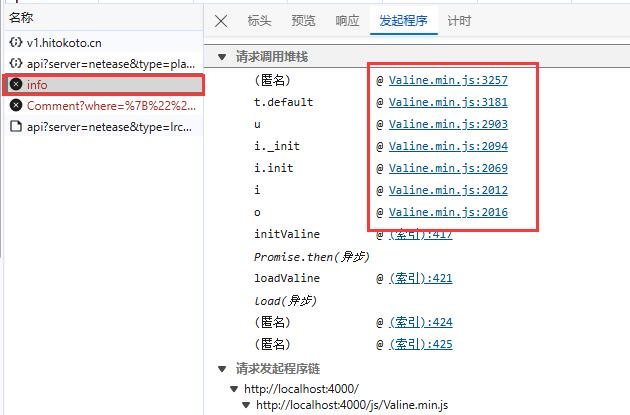 名称
v1.hitokoto.cn
api?server=netease&type=pla...
info
Comment?where=%7B%22%2...
api?server=netease&type=lrc...
标头 预览 响应 发起程序 计时
请求调用堆栈
(匿名) @ Valine.min.js:3257
t.default @ Valine.min.js:3181
u @ Valine.min.js:2903
i._init @ Valine.min.js:2094
i.init @ Valine.min.js:2069
i @ Valine.min.js:2012
o @ Valine.min.js:2016
initValine @ (索引):417
Promise.then(异步)
loadValine @ (索引):421
load(异步)
(匿名) @ (索引):424
(匿名) @ (索引):425
请求发起程序链
http://localhost:4000/
http://localhost:4000/js/Valine.min.js